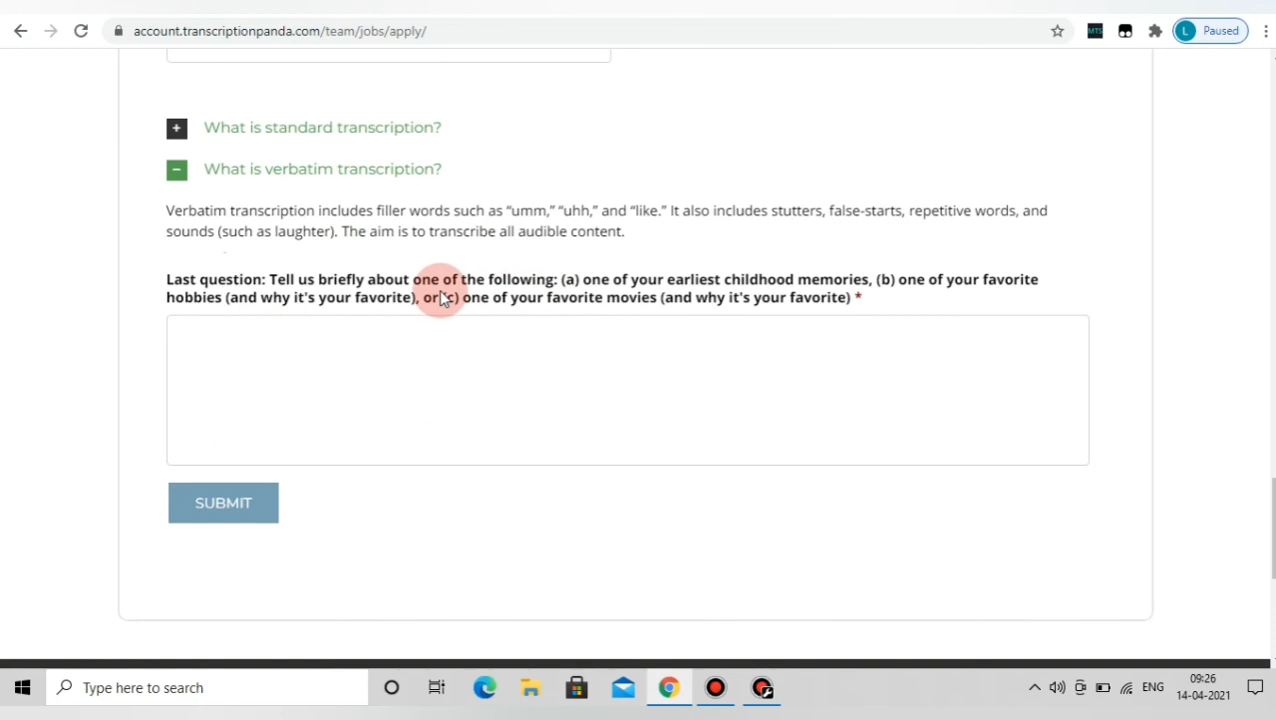 account.transcriptionpanda.com/team/jobs/apply/
MTS
L Paused
+ What is standard transcription?
− What is verbatim transcription?
Verbatim transcription includes filler words such as “umm,” “uhh,” and “like.” It also includes stutters, false-starts, repetitive words, and
sounds (such as laughter). The aim is to transcribe all audible content.
Last question: Tell us briefly about one of the following: (a) one of your earliest childhood memories, (b) one of your favorite
hobbies (and why it's your favorite), or (c) one of your favorite movies (and why it's your favorite) *
SUBMIT
Type here to search
ENG
09:26
14-04-2021